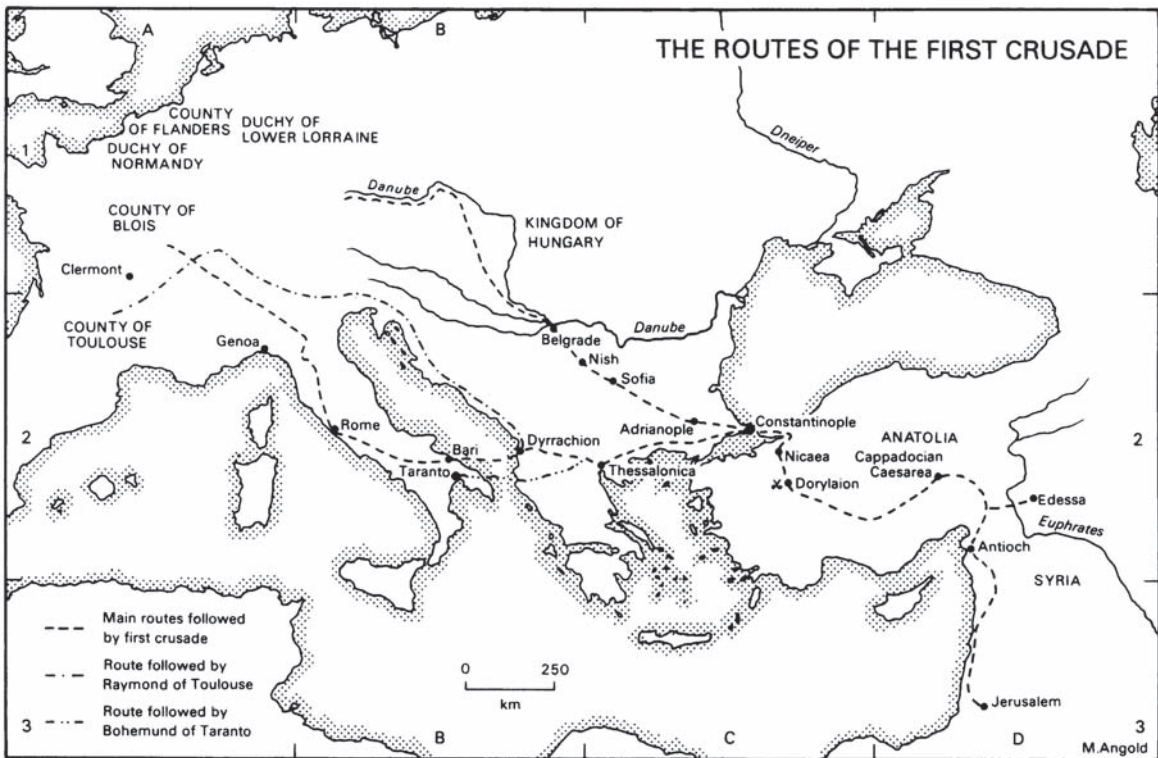 A
B
THE ROUTES OF THE FIRST CRUSADE
COUNTY
OF FLANDERS
DUCHY OF
LOWER LORRAINE
1
DUCHY OF
NORMANDY
Dneiper
Danube
COUNTY OF
BLOIS
KINGDOM OF
HUNGARY
Clermont
COUNTY OF
TOULOUSE
Genoa
Belgrade
Danube
Nish
Sofia
2
Rome
Bari
Taranto
Dyrrachion
Adrianople
Constantinople
Thessalonica
Nicaea
Dorylaion
ANATOLIA
Cappadocian
Caesarea
2
Edessa
Euphrates
Antioch
SYRIA
Main routes followed
by first crusade
Route followed by
Raymond of Toulouse
Route followed by
Bohemund of Taranto
0 250
km
Jerusalem
3
B
C
D
3
M.Angold